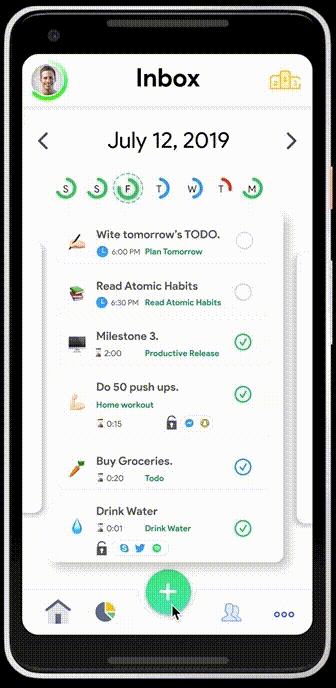 Inbox
July 12, 2019
S S F T W T M
Wite tomorrow's TODO.
6:00 PM Plan Tomorrow
Read Atomic Habits
6:30 PM Read Atomic Habits
Milestone 3.
2:00 Productive Release
Do 50 push ups.
Home workout
0:15
Buy Groceries.
0:20 Todo
Drink Water
0:01 Drink Water